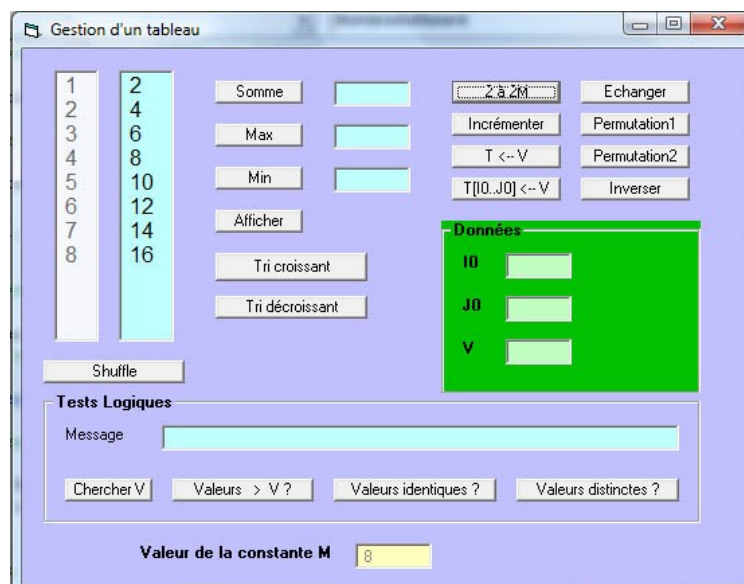 Gestion d'un tableau
1
2
3
4
5
6
7
8
2
4
6
8
10
12
14
16
Somme
Max
Min
Afficher
Tri croissant
Tri décroissant
Shuffle
2 à 2M
Echanger
Incrémenter
Permutation1
T <-- V
Permutation2
T[I0..J0] <-- V
Inverser
Données
I0
J0
V
Tests Logiques
Message
Chercher V
Valeurs > V ?
Valeurs identiques ?
Valeurs distinctes ?
Valeur de la constante M
8